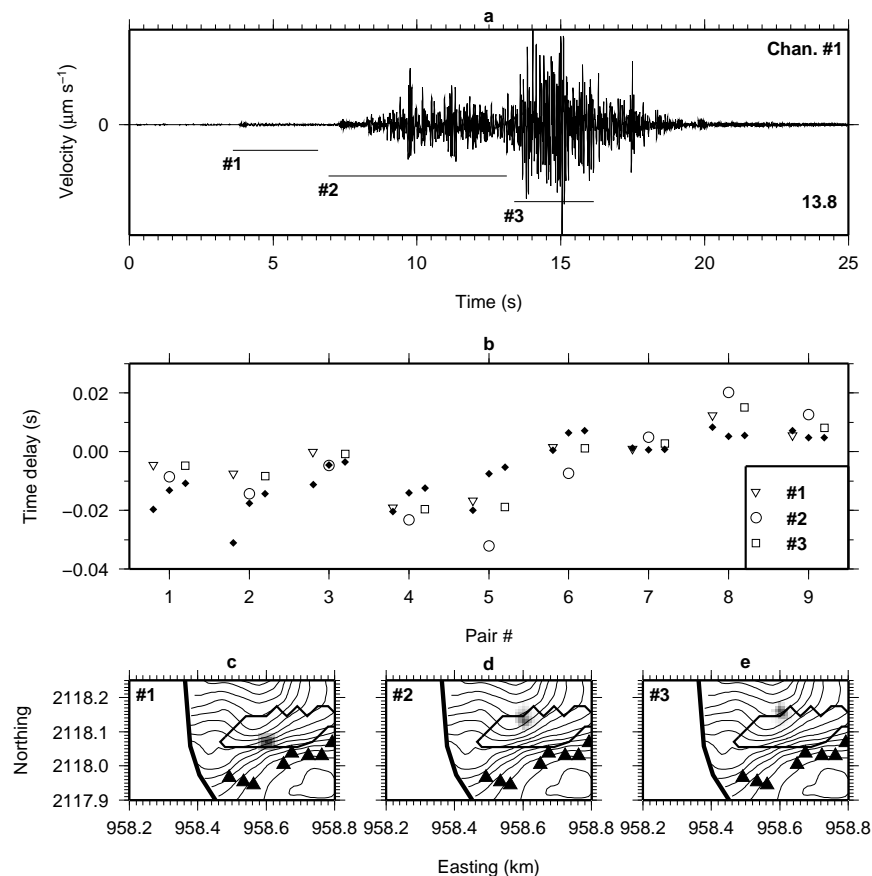 a
Chan. #1
Velocity (μm s⁻¹)
0
#1
#2
#3
13.8
0 5 10 15 20 25
Time (s)
b
0.02
0.00
−0.02
−0.04
Time delay (s)
#1
#2
#3
1 2 3 4 5 6 7 8 9
Pair #
c d e
#1 #2 #3
2118.2
2118.1
2118.0
2117.9
Northing
958.2 958.4 958.6 958.8 958.2 958.4 958.6 958.8 958.2 958.4 958.6 958.8
Easting (km)